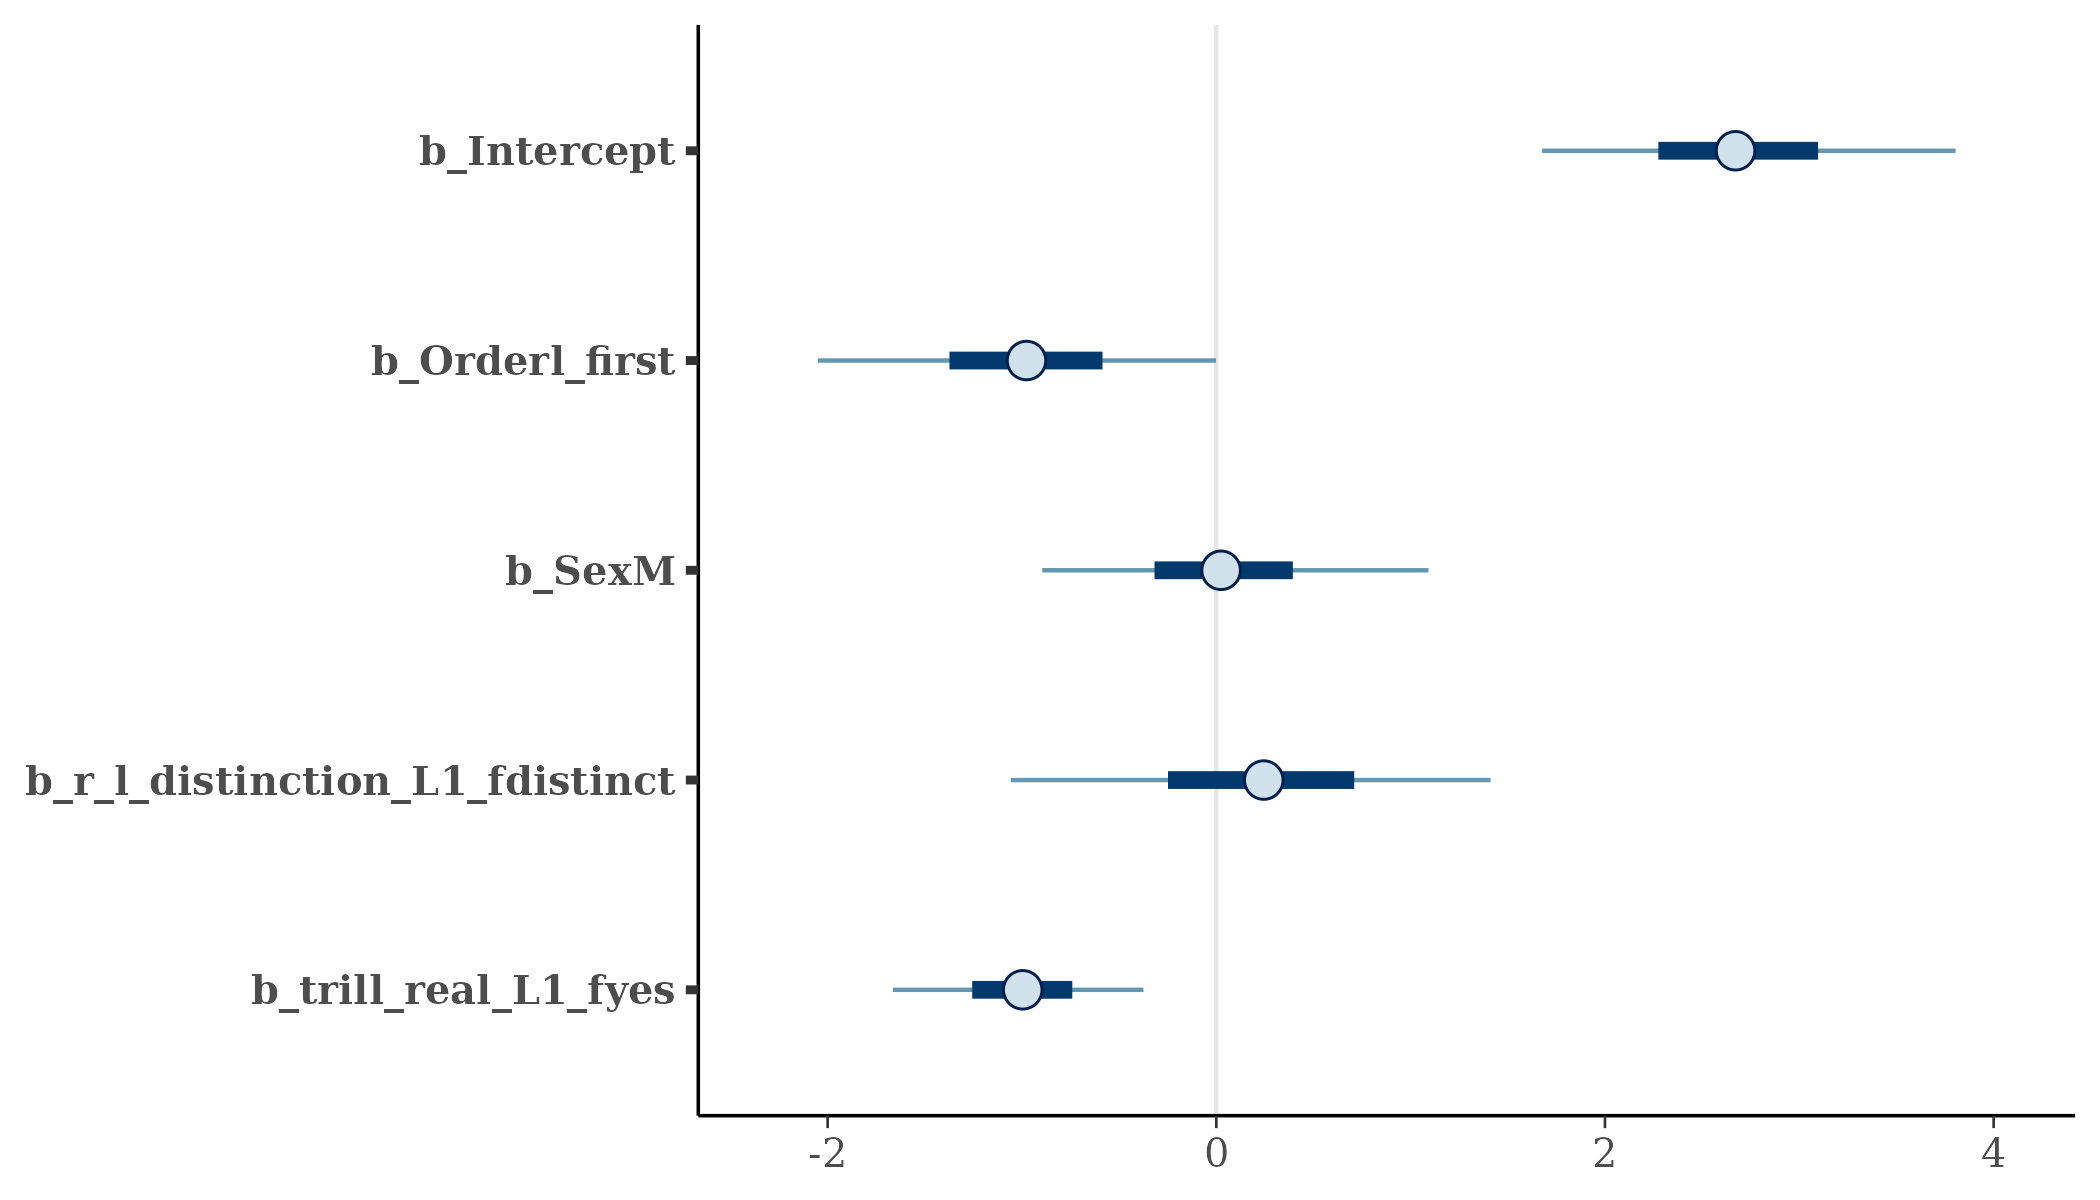 b_Intercept
b_Orderl_first
b_SexM
b_r_l_distinction_L1_fdistinct
b_trill_real_L1_fyes
-2 0 2 4